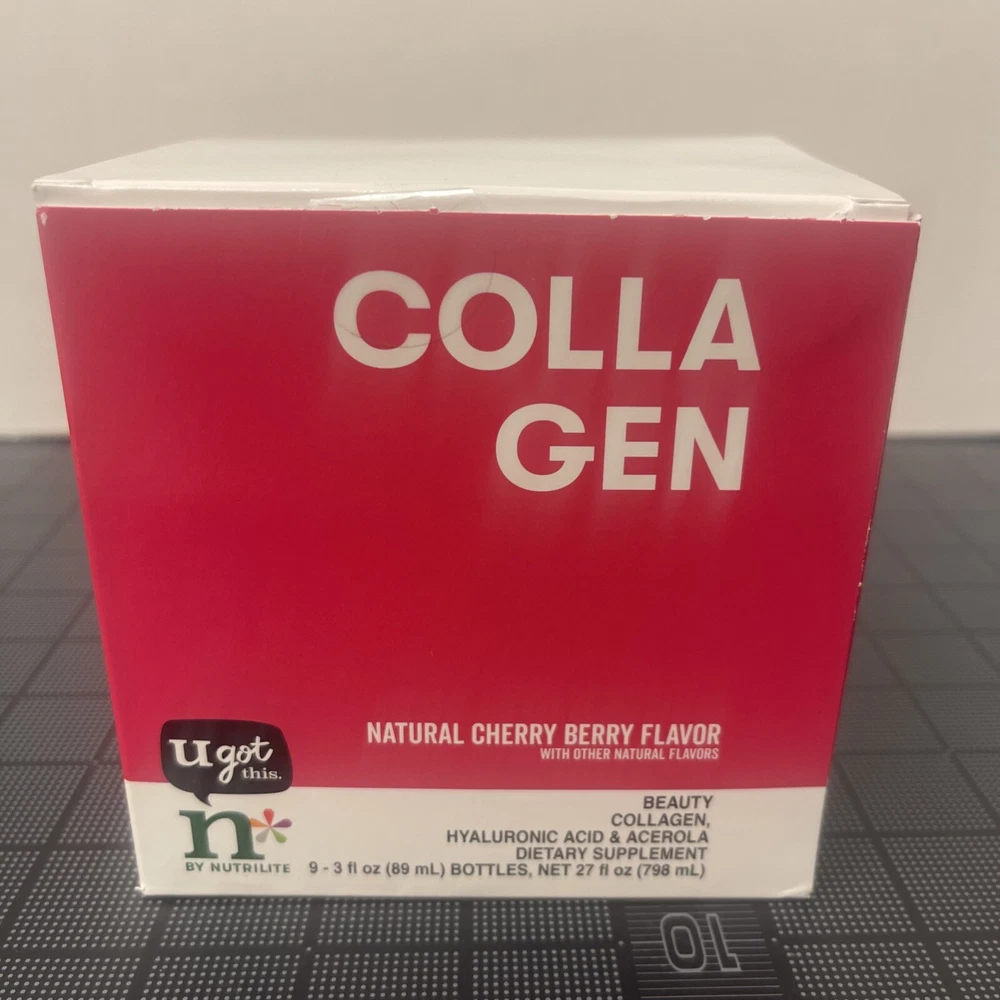 COLLA
GEN
NATURAL CHERRY BERRY FLAVOR
WITH OTHER NATURAL FLAVORS
u got
this.
n*
BY NUTRILITE
BEAUTY
COLLAGEN,
HYALURONIC ACID & ACEROLA
DIETARY SUPPLEMENT
9 - 3 fl oz (89 mL) BOTTLES, NET 27 fl oz (798 mL)
10